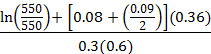 ln(550/550) + [0.08 + (0.09/2)](0.36)
0.3(0.6)